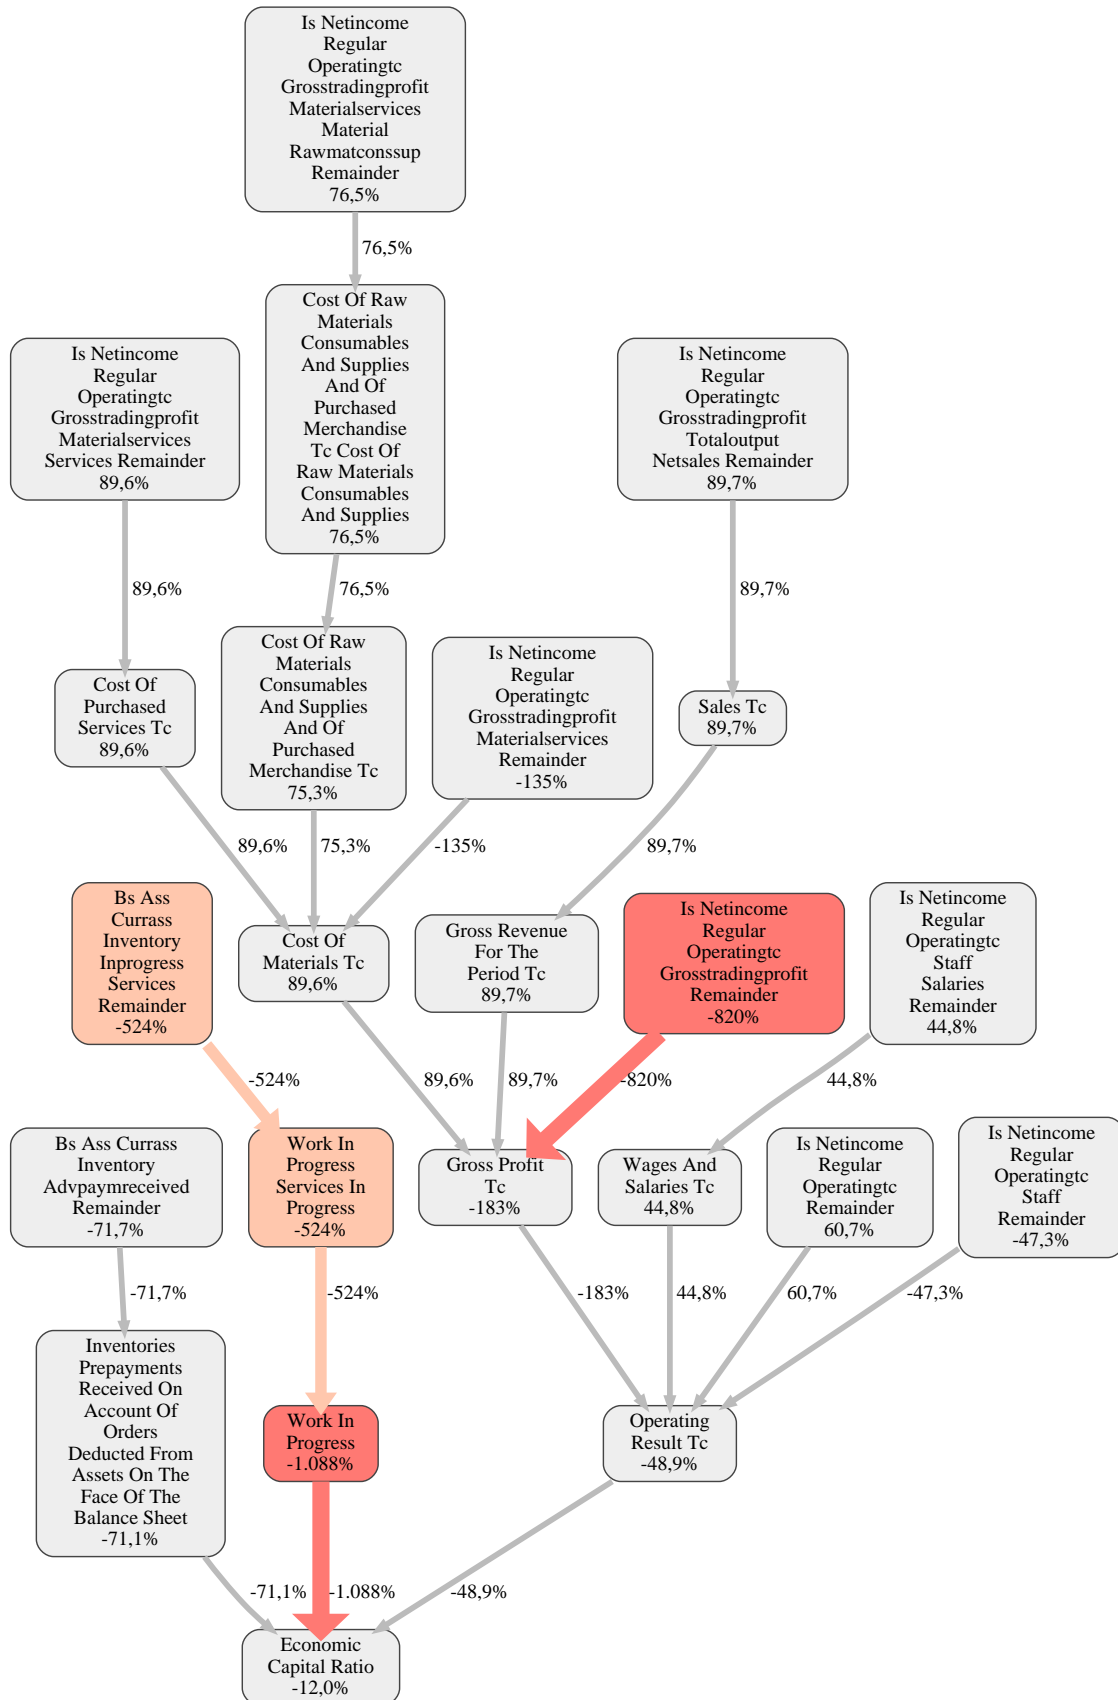 Is Netincome
Regular
Operatingtc
Grosstradingprofit
Materialservices
Material
Rawmatconssup
Remainder
76,5%
76,5%
Cost Of Raw
Materials
Consumables
And Supplies
And Of
Purchased
Merchandise
Tc Cost Of
Raw Materials
Consumables
And Supplies
76,5%
Is Netincome
Regular
Operatingtc
Grosstradingprofit
Materialservices
Services Remainder
89,6%
Is Netincome
Regular
Operatingtc
Grosstradingprofit
Totaloutput
Netsales Remainder
89,7%
89,6%
76,5%
89,7%
Cost Of
Purchased
Services Tc
89,6%
Cost Of Raw
Materials
Consumables
And Supplies
And Of
Purchased
Merchandise Tc
75,3%
Is Netincome
Regular
Operatingtc
Grosstradingprofit
Materialservices
Remainder
-135%
Sales Tc
89,7%
89,6%
75,3%
-135%
89,7%
Bs Ass
Currass
Inventory
Inprogress
Services
Remainder
-524%
Cost Of
Materials Tc
89,6%
Gross Revenue
For The
Period Tc
89,7%
Is Netincome
Regular
Operatingtc
Grosstradingprofit
Remainder
-820%
Is Netincome
Regular
Operatingtc
Staff
Salaries
Remainder
44,8%
-524%
89,6%
89,7%
-820%
44,8%
Bs Ass Currass
Inventory
Advpaymreceived
Remainder
-71,7%
Work In
Progress
Services In
Progress
-524%
Gross Profit
Tc
-183%
Wages And
Salaries Tc
44,8%
Is Netincome
Regular
Operatingtc
Remainder
60,7%
Is Netincome
Regular
Operatingtc
Staff
Remainder
-47,3%
-71,7%
-524%
-183%
44,8%
60,7%
-47,3%
Inventories
Prepayments
Received On
Account Of
Orders
Deducted From
Assets On The
Face Of The
Balance Sheet
-71,1%
Work In
Progress
-1.088%
Operating
Result Tc
-48,9%
-71,1%
-1.088%
-48,9%
Economic
Capital Ratio
-12,0%